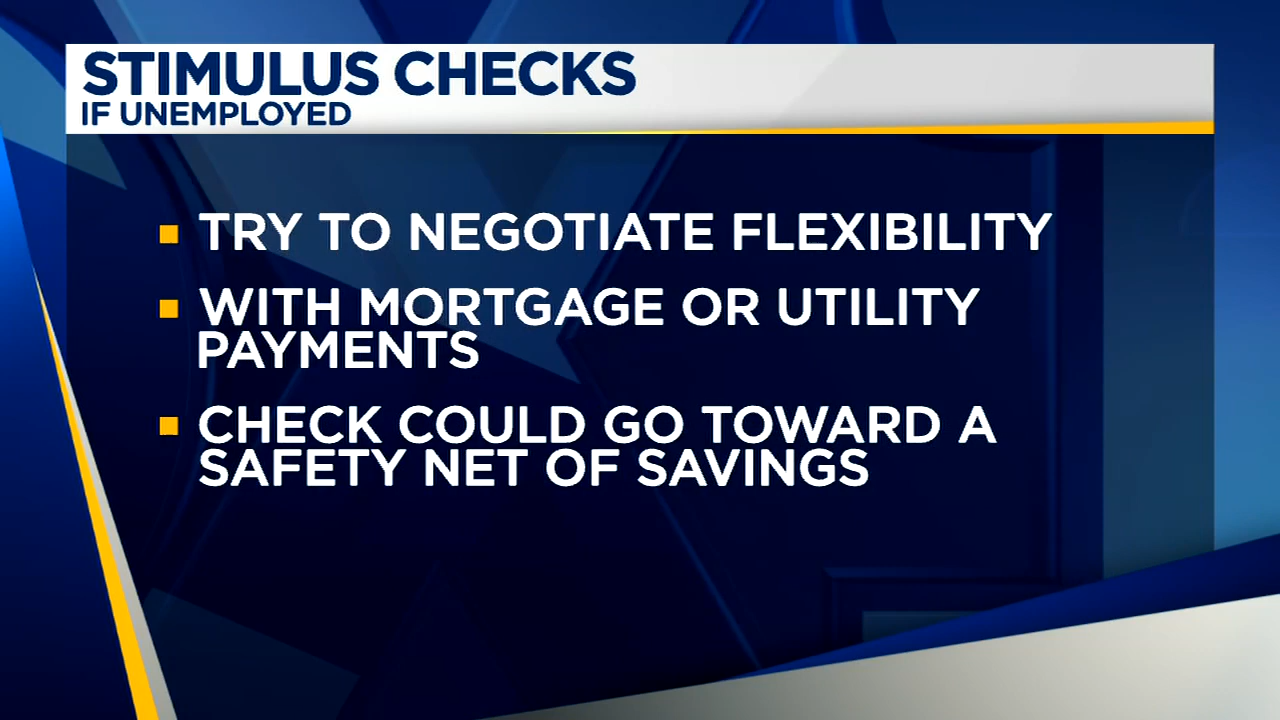 STIMULUS CHECKS
IF UNEMPLOYED
TRY TO NEGOTIATE FLEXIBILITY
WITH MORTGAGE OR UTILITY
PAYMENTS
CHECK COULD GO TOWARD A
SAFETY NET OF SAVINGS